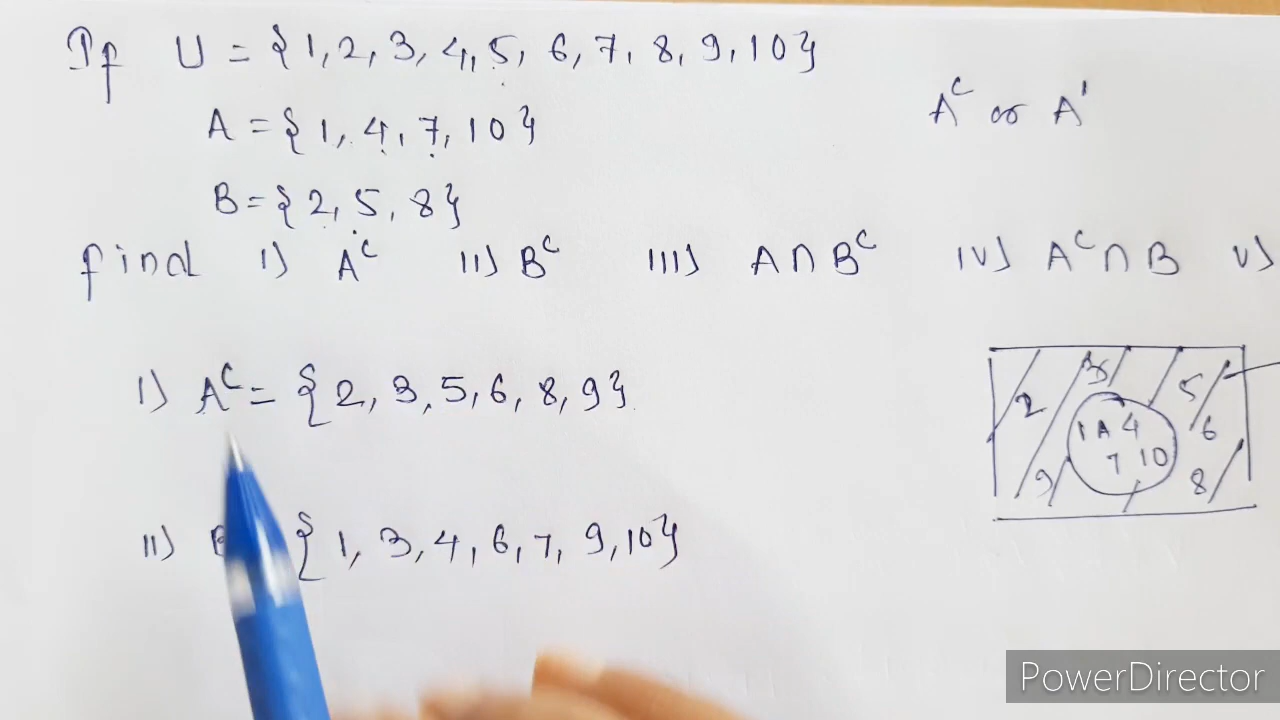 If U = {1, 2, 3, 4, 5, 6, 7, 8, 9, 10}
A = {1, 4, 7, 10}
A^c or A'
B = {2, 5, 8}
find I) A^c II) B^c III) A∩B^c IV) A^c∩B V)
I) A^c = {2, 3, 5, 6, 8, 9}
2 3 5
1 A 4 6
7 10
9 8
II) B {1, 3, 4, 6, 7, 9, 10}
PowerDirector